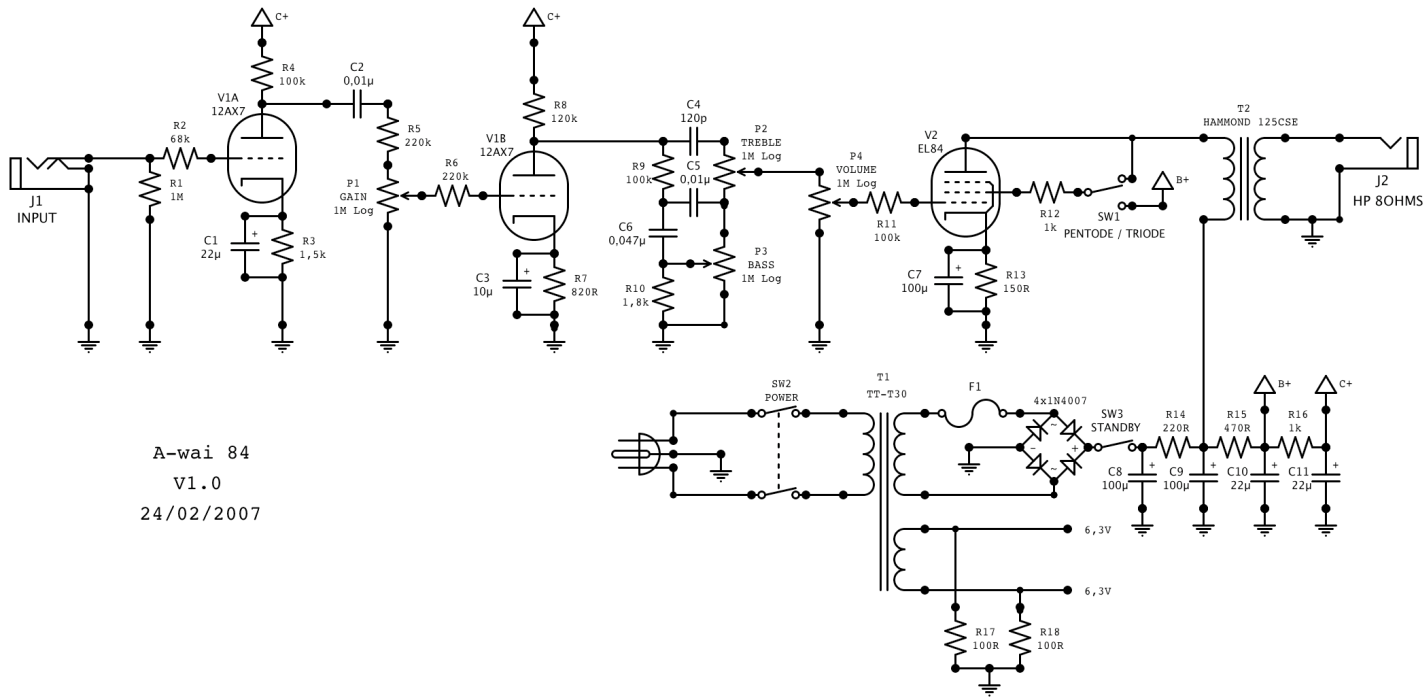 C+
R4
100k
C2
0,01µ
V1A
12AX7
R2
68k
R1
1M
J1
INPUT
C1
22µ
+
R3
1,5k
R5
220k
P1
GAIN
1M Log
R6
220k
C+
R8
120k
V1B
12AX7
C3
10µ
+
R7
820R
C4
120p
P2
TREBLE
1M Log
R9
100k
C5
0,01µ
C6
0,047µ
P3
BASS
1M Log
R10
1,8k
P4
VOLUME
1M Log
R11
100k
V2
EL84
C7
100µ
+
R13
150R
R12
1k
B+
SW1
PENTODE / TRIODE
T2
HAMMOND 125CSE
J2
HP 8OHMS
A-wai 84
V1.0
24/02/2007
SW2
POWER
T1
TT-T30
F1
4x1N4007
~
-
+
~
SW3
STANDBY
R14
220R
R15
470R
B+
R16
1k
C+
C8
100µ
+
C9
100µ
+
C10
22µ
+
C11
22µ
+
6,3V
6,3V
R17
100R
R18
100R